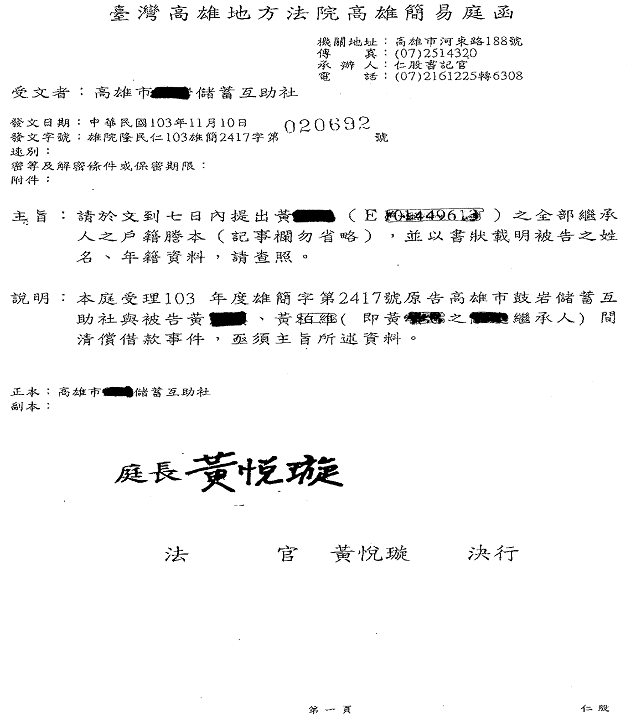 臺灣高雄地方法院高雄簡易庭函
機關地址：高雄市河東路188號
傳　　真：(07)2514320
承 辦 人：仁股書記官
電　　話：(07)2161225轉6308
受文者：高雄市儲蓄互助社
發文日期：中華民國103年11月10日
發文字號：雄院隆民仁103雄簡2417字第020692號
速別：
密等及解密條件或保密期限：
附件：
主旨：請於文到七日內提出黃（E）之全部繼承
人之戶籍謄本（記事欄勿省略），並以書狀載明被告之姓
名、年籍資料，請查照。
說明：本庭受理103 年度雄簡字第2417號原告高雄市鼓岩儲蓄互
助社與被告黃、黃(即黃之繼承人)間
清償借款事件，亟須主旨所述資料。
正本：高雄市儲蓄互助社
副本：
庭長黃悅璇
法　官　黃悅璇　決行
第一頁
仁股